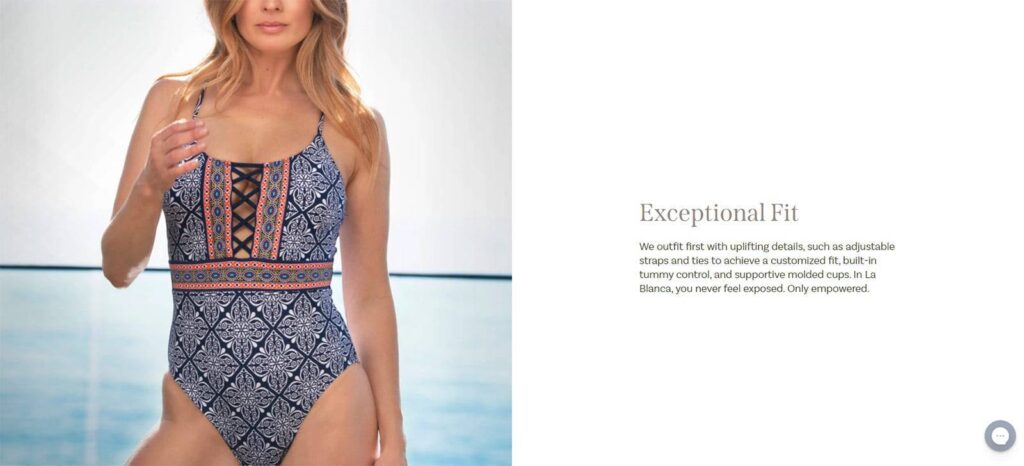 Exceptional Fit
We outfit first with uplifting details, such as adjustable
straps and ties to achieve a customized fit, built-in
tummy control, and supportive molded cups. In La
Blanca, you never feel exposed. Only empowered.